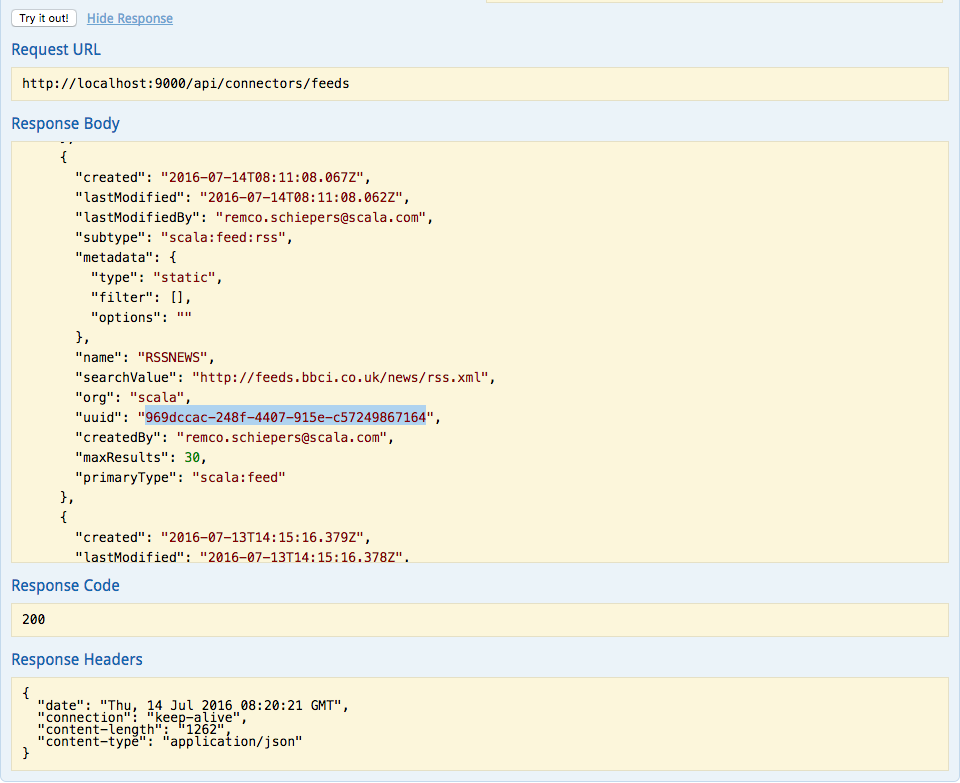 Try it out! Hide Response
Request URL
http://localhost:9000/api/connectors/feeds
Response Body
},
{
"created": "2016-07-14T08:11:08.067Z",
"lastModified": "2016-07-14T08:11:08.062Z",
"lastModifiedBy": "remco.schiepers@scala.com",
"subtype": "scala:feed:rss",
"metadata": {
"type": "static",
"filter": [],
"options": ""
},
"name": "RSSNEWS",
"searchValue": "http://feeds.bbci.co.uk/news/rss.xml",
"org": "scala",
"uuid": "969dccac-248f-4407-915e-c57249867164",
"createdBy": "remco.schiepers@scala.com",
"maxResults": 30,
"primaryType": "scala:feed"
},
{
"created": "2016-07-13T14:15:16.379Z",
"lastModified": "2016-07-13T14:15:16.378Z",
Response Code
200
Response Headers
{
"date": "Thu, 14 Jul 2016 08:20:21 GMT",
"connection": "keep-alive",
"content-length": "1262",
"content-type": "application/json"
}